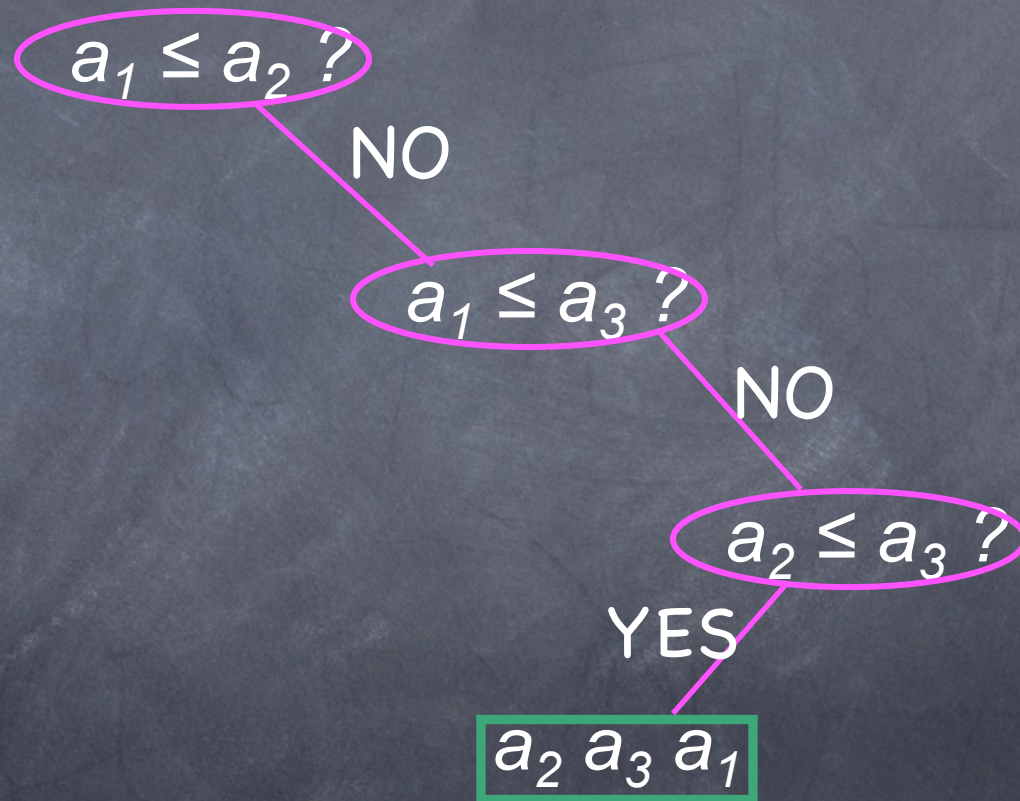 a₁ ≤ a₂ ?
NO
a₁ ≤ a₃ ?
NO
a₂ ≤ a₃ ?
YES
a₂ a₃ a₁